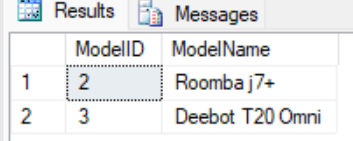 Results Messages
ModelID ModelName
1 2 Roomba j7+
2 3 Deebot T20 Omni